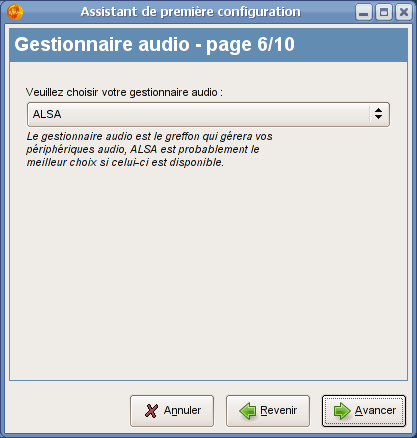 Assistant de première configuration
Gestionnaire audio - page 6/10
Veuillez choisir votre gestionnaire audio :
ALSA
Le gestionnaire audio est le greffon qui gérera vos
périphériques audio, ALSA est probablement le
meilleur choix si celui-ci est disponible.
Annuler
Revenir
Avancer